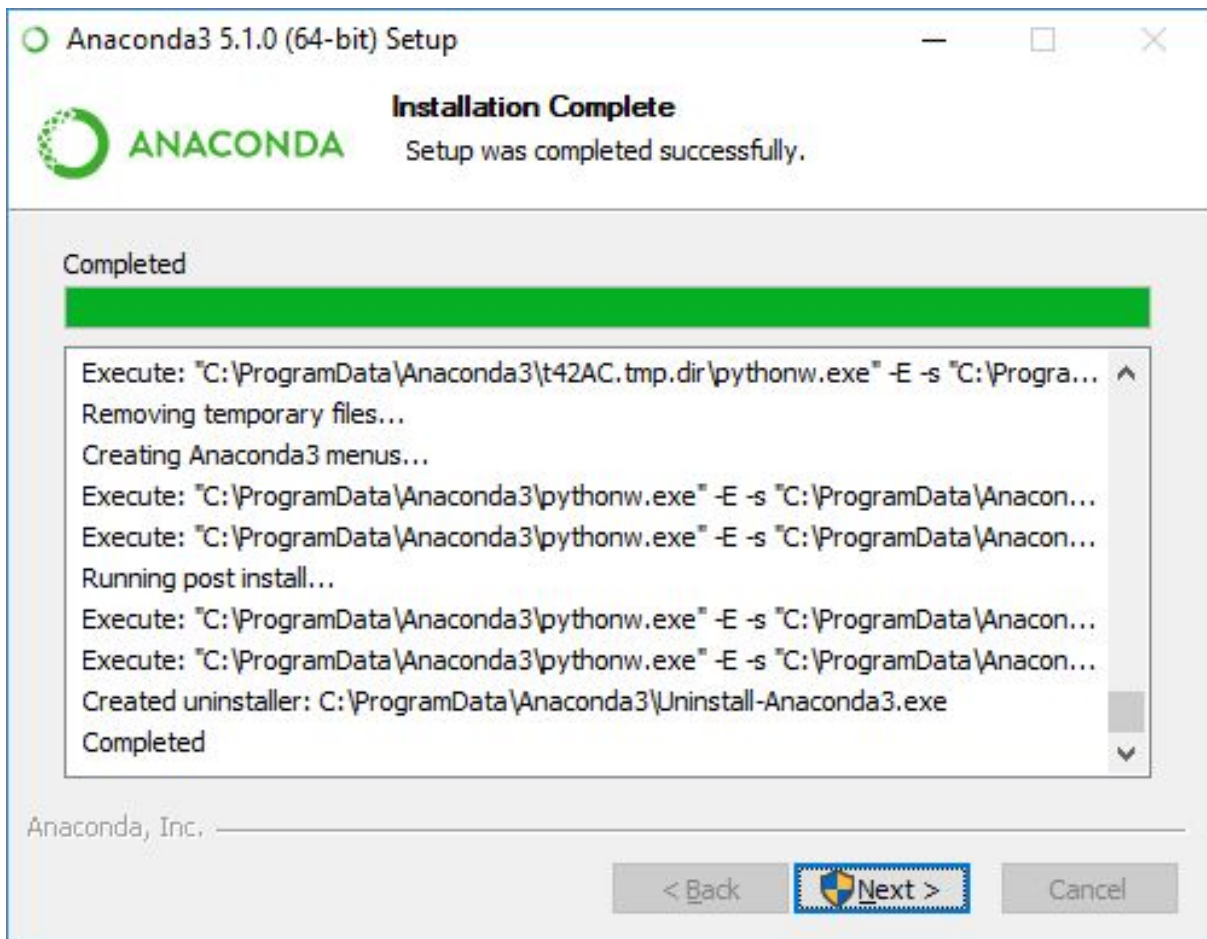 Anaconda3 5.1.0 (64-bit) Setup
ANACONDA
Installation Complete
Setup was completed successfully.
Completed
Execute: "C:\ProgramData\Anaconda3\t42AC.tmp.dir\pythonw.exe" -E -s "C:\Progra...
Removing temporary files...
Creating Anaconda3 menus...
Execute: "C:\ProgramData\Anaconda3\pythonw.exe" -E -s "C:\ProgramData\Anacon...
Execute: "C:\ProgramData\Anaconda3\pythonw.exe" -E -s "C:\ProgramData\Anacon...
Running post install...
Execute: "C:\ProgramData\Anaconda3\pythonw.exe" -E -s "C:\ProgramData\Anacon...
Execute: "C:\ProgramData\Anaconda3\pythonw.exe" -E -s "C:\ProgramData\Anacon...
Created uninstaller: C:\ProgramData\Anaconda3\Uninstall-Anaconda3.exe
Completed
Anaconda, Inc.
< Back Next > Cancel